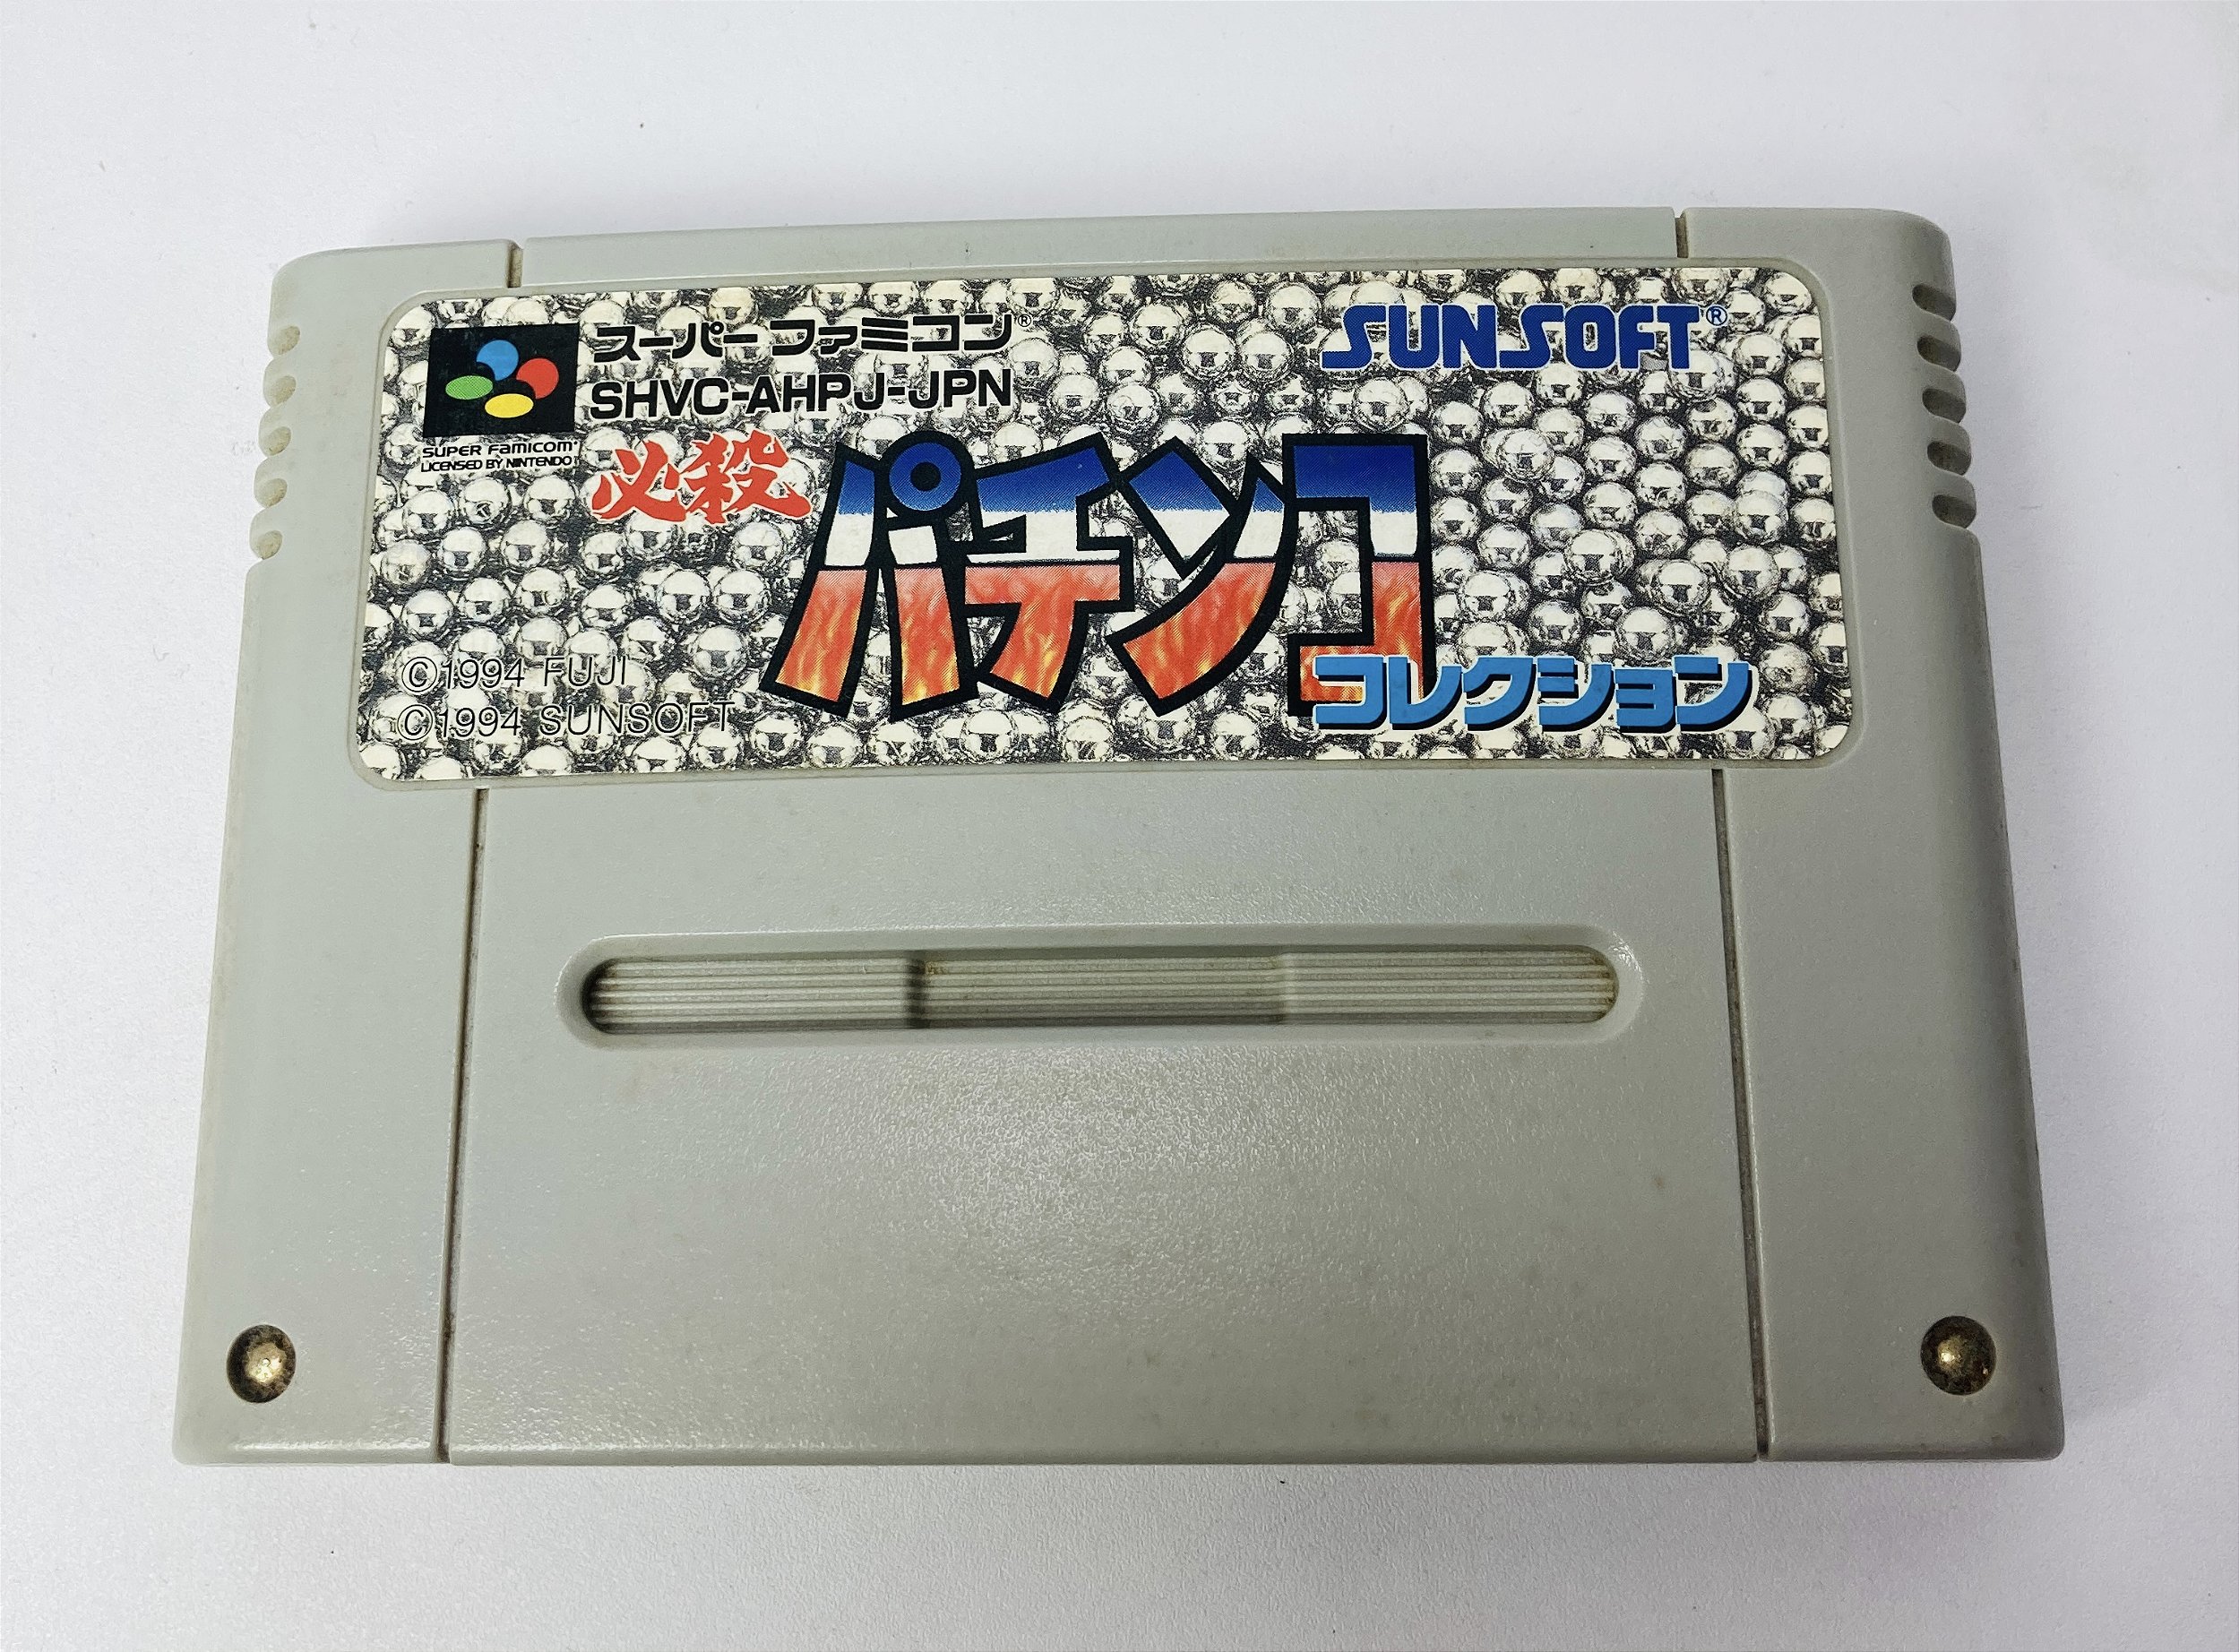 スーパーファミコン®
SHVC-AHPJ-JPN
SUNSOFT®
SUPER FAMICOM
LICENSED BY NINTENDO
必殺
パチンコ
コレクション
©1994 FUJI
©1994 SUNSOFT